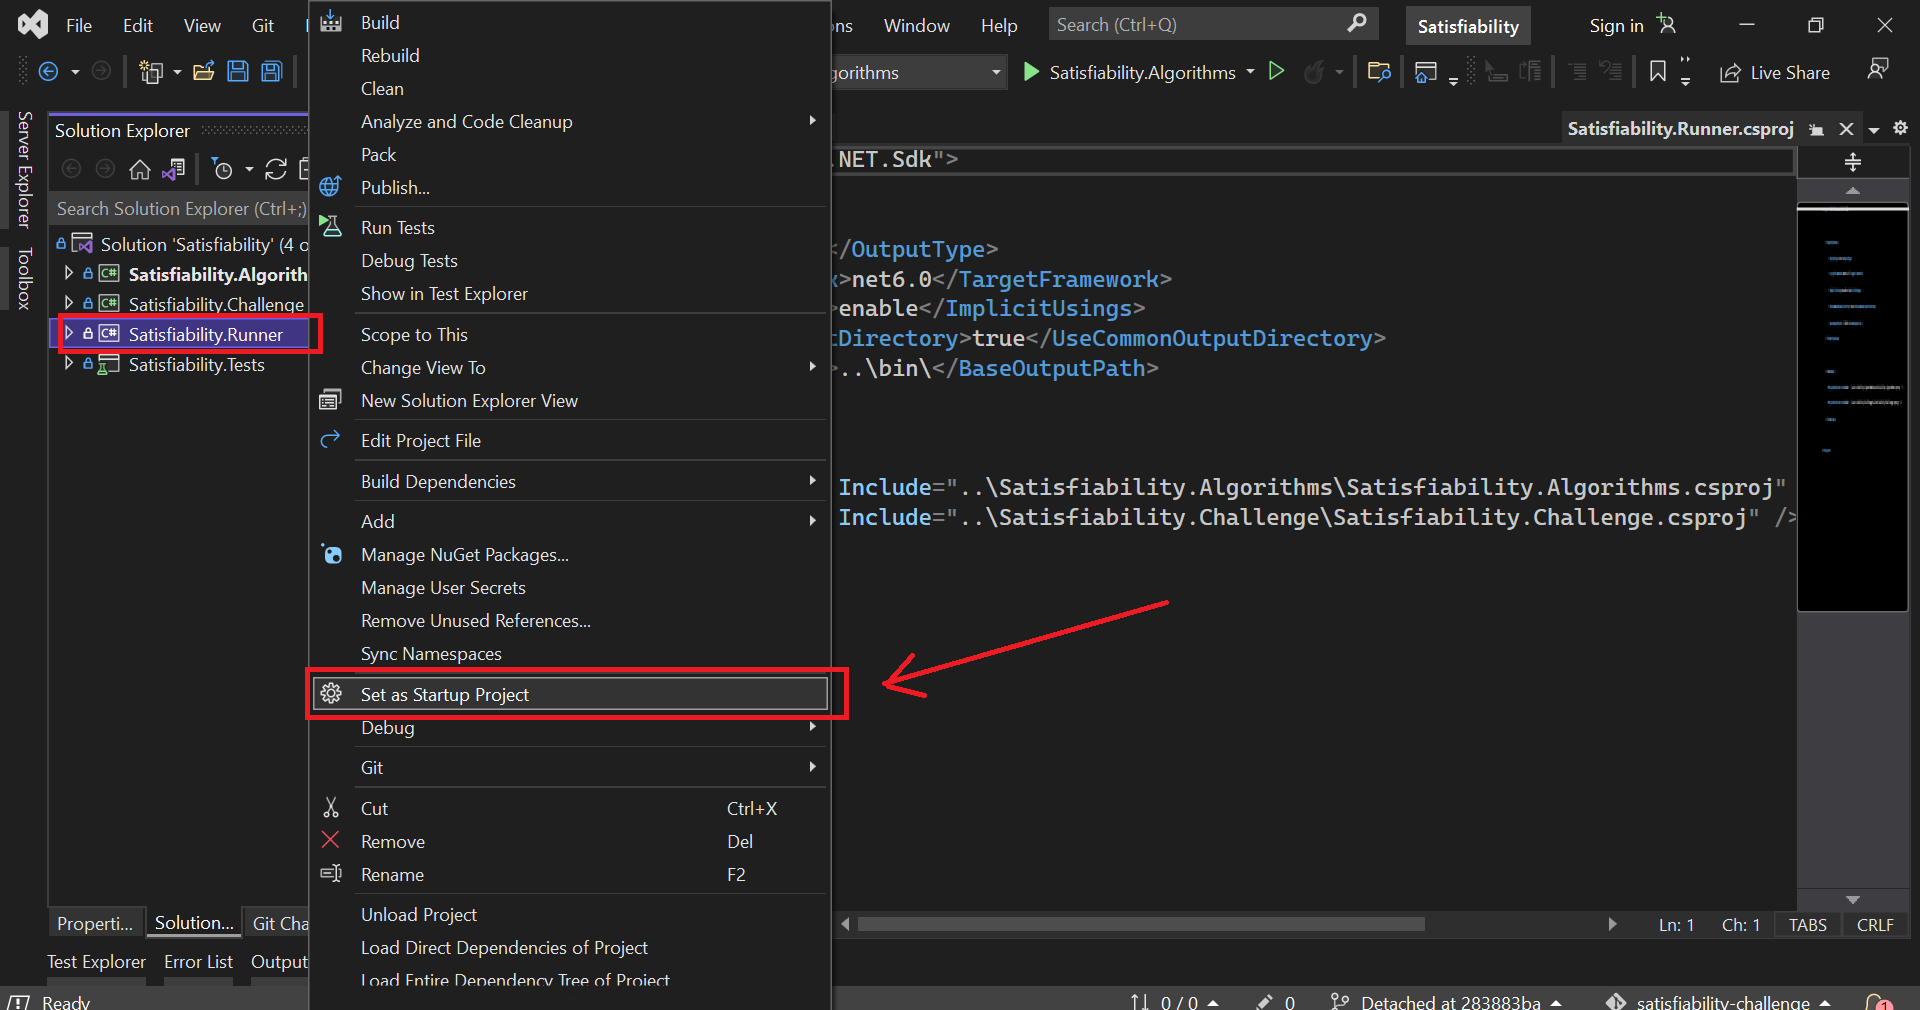 File Edit View Git
ons Window Help Search (Ctrl+Q) Satisfiability Sign in
gorithms Satisfiability.Algorithms Live Share
Server Explorer
Toolbox
Solution Explorer
Search Solution Explorer (Ctrl+;)
Solution 'Satisfiability' (4 o
Satisfiability.Algorith
Satisfiability.Challenge
Satisfiability.Runner
Satisfiability.Tests
Properti... Solution... Git Cha
Test Explorer Error List Output
Build
Rebuild
Clean
Analyze and Code Cleanup
Pack
Publish...
Run Tests
Debug Tests
Show in Test Explorer
Scope to This
Change View To
New Solution Explorer View
Edit Project File
Build Dependencies
Add
Manage NuGet Packages...
Manage User Secrets
Remove Unused References...
Sync Namespaces
Set as Startup Project
Debug
Git
Cut Ctrl+X
Remove Del
Rename F2
Unload Project
Load Direct Dependencies of Project
Load Entire Dependency Tree of Project
Satisfiability.Runner.csproj
.NET.Sdk">
</OutputType>
>net6.0</TargetFramework>
>enable</ImplicitUsings>
tDirectory>true</UseCommonOutputDirectory>
>..\bin\</BaseOutputPath>
Include="..\Satisfiability.Algorithms\Satisfiability.Algorithms.csproj"
Include="..\Satisfiability.Challenge\Satisfiability.Challenge.csproj" />
Ln: 1 Ch: 1 TABS CRLF
Ready 0 / 0 0 Detached at 283883ba satisfiability-challenge 1